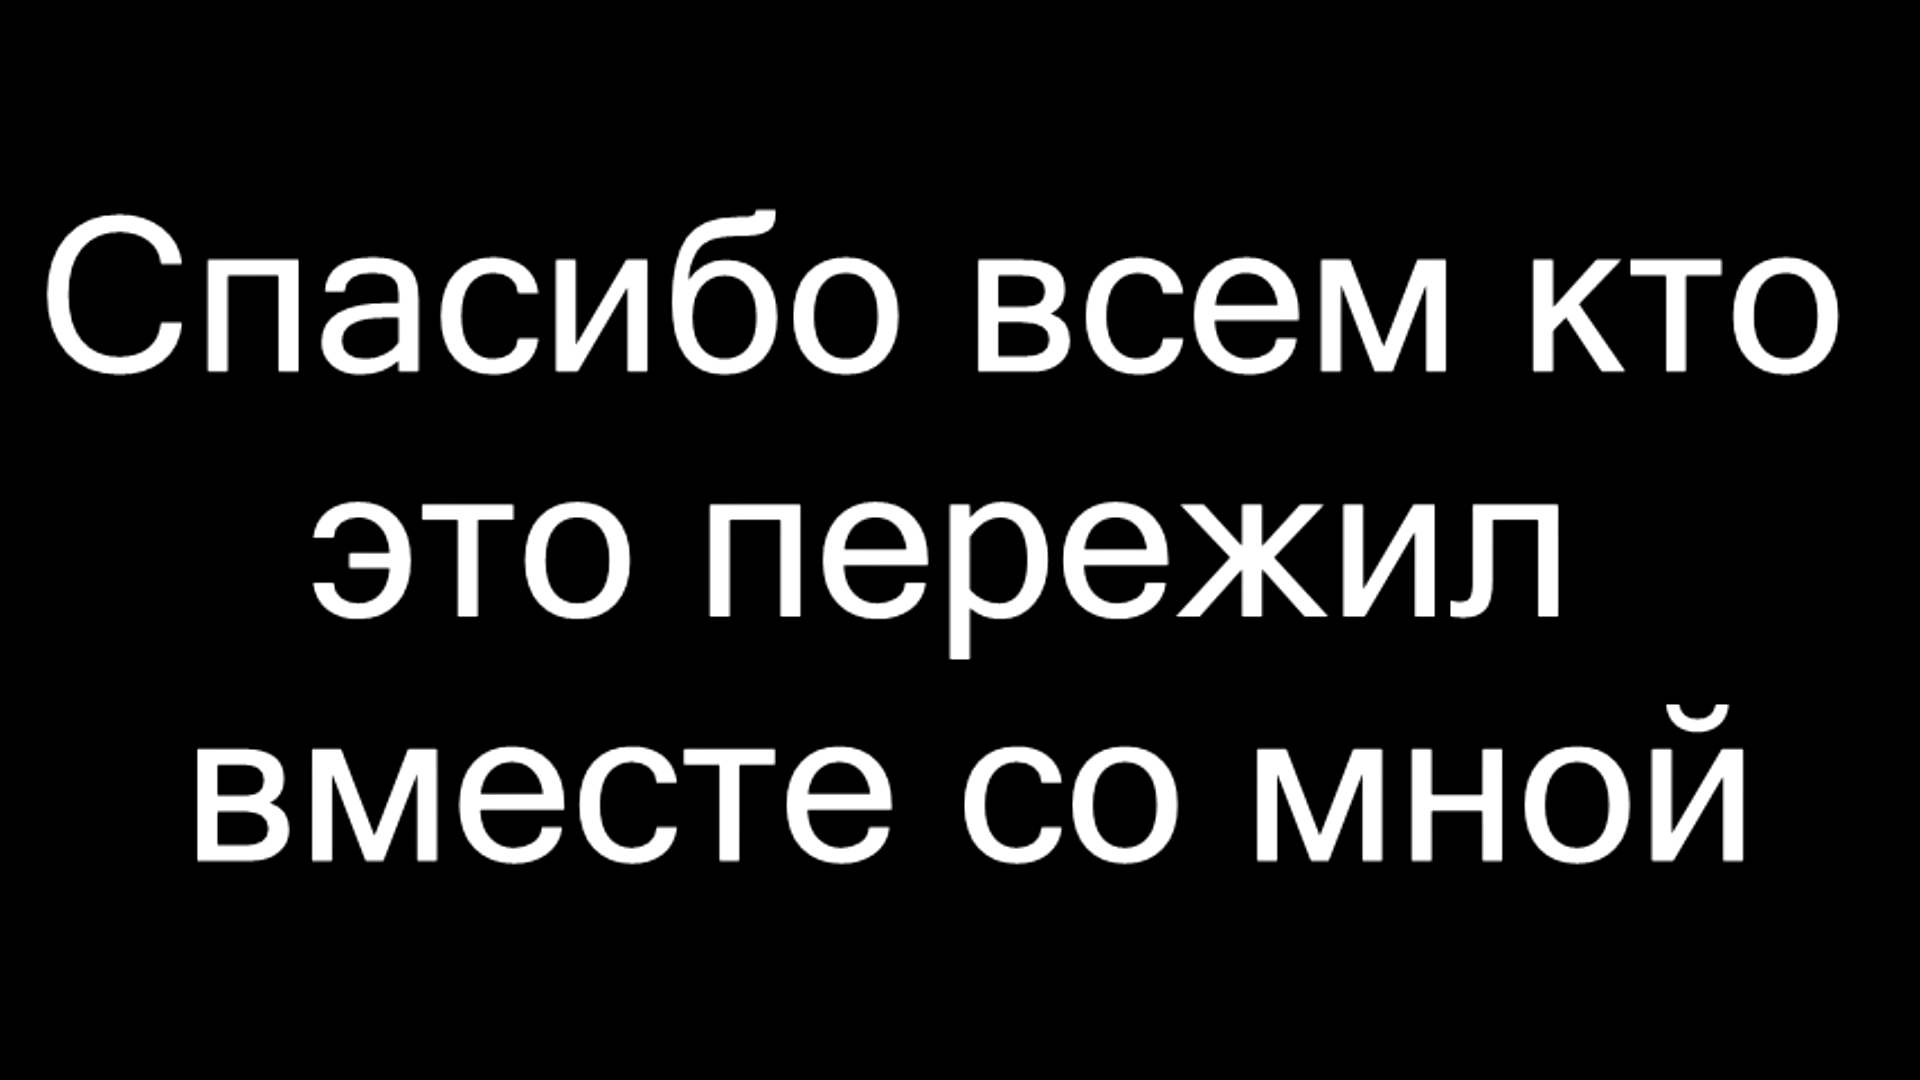 Спасибо всем кто
это пережил
вместе со мной